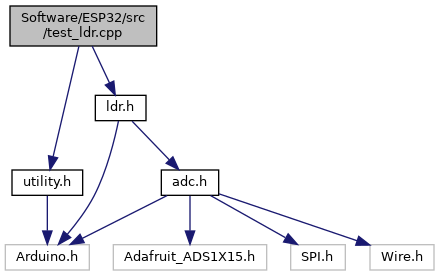 Software/ESP32/src
/test_ldr.cpp
ldr.h
utility.h
adc.h
Arduino.h
Adafruit_ADS1X15.h
SPI.h
Wire.h